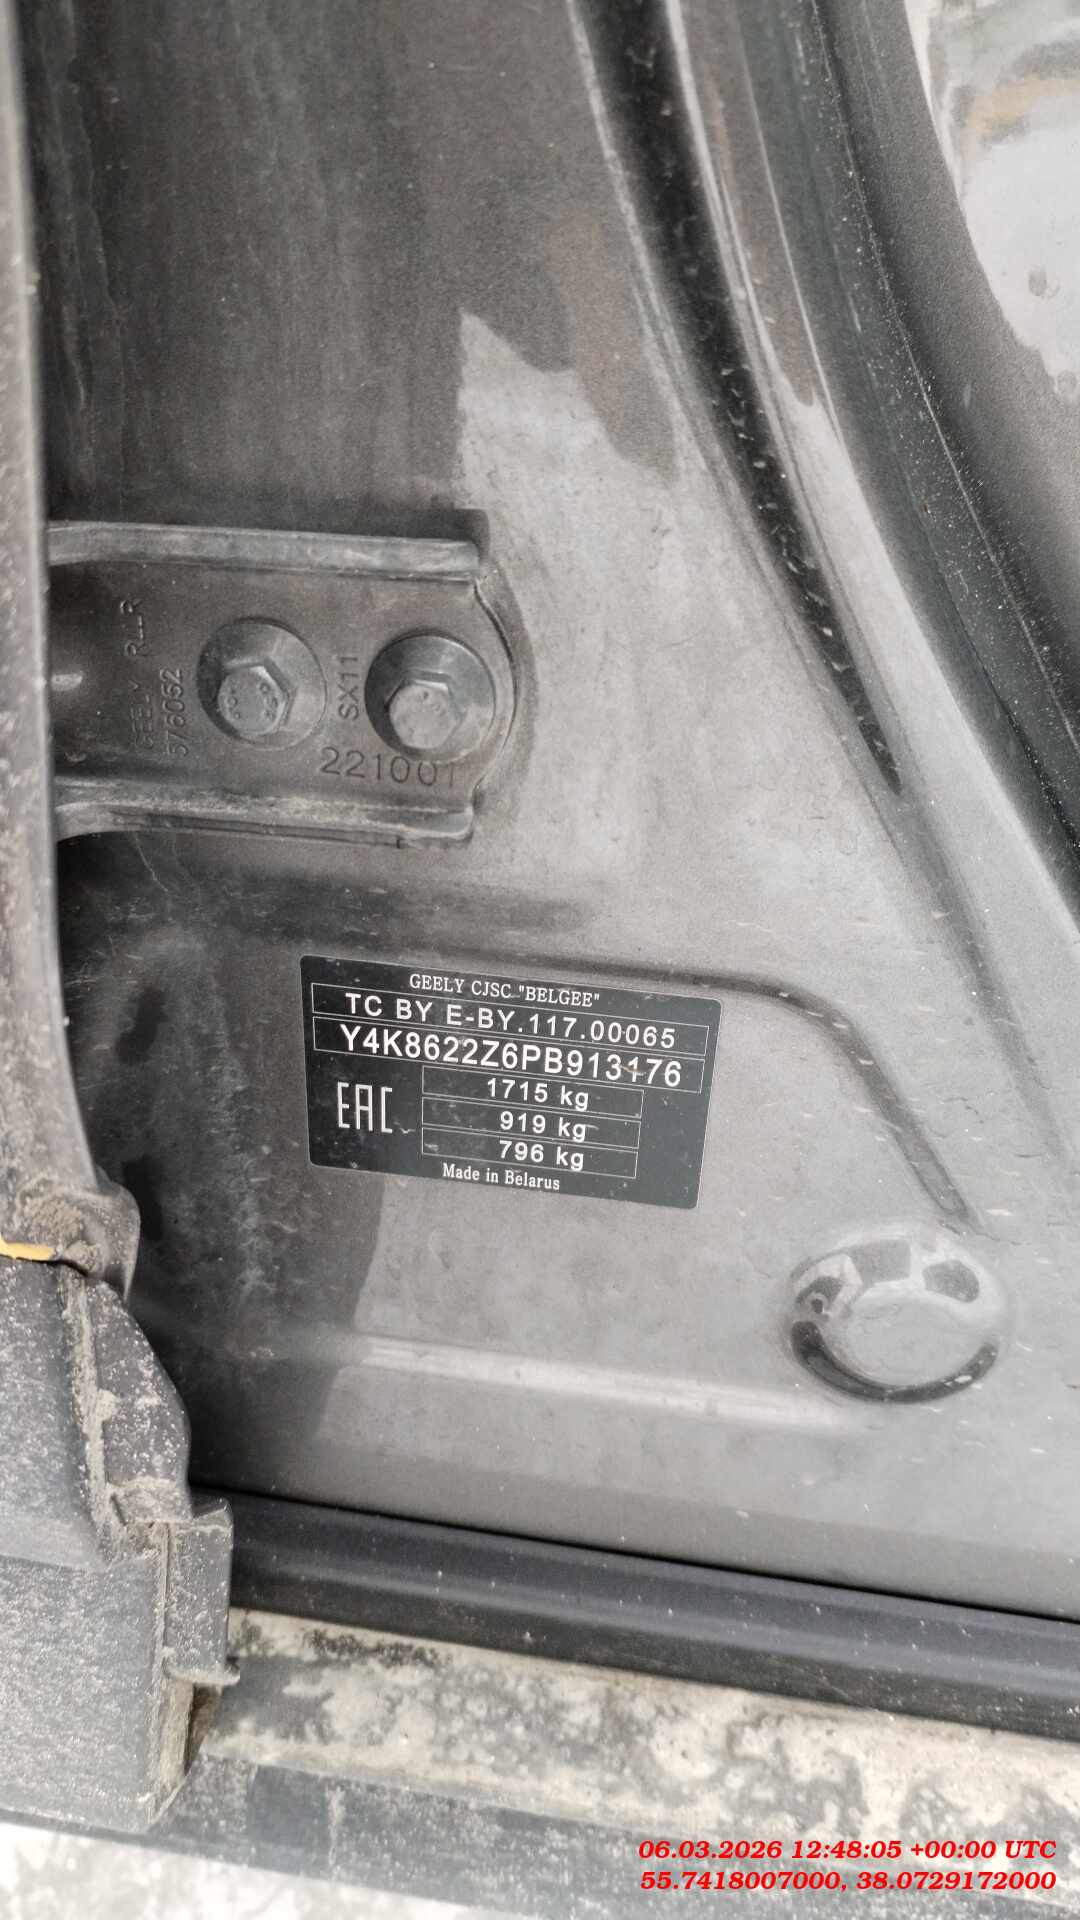 GEELY RLLR
576052
SX11
221001
GEELY CJSC "BELGEE"
TC BY E-BY.117.00065
Y4K8622Z6PB913176
EAC
1715 kg
919 kg
796 kg
Made in Belarus
06.03.2026 12:48:05 +00:00 UTC
55.7418007000, 38.0729172000